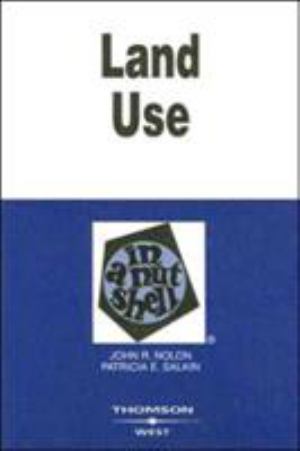 Land
Use
in
a nut
shell
®
JOHN R. NOLON
PATRICIA E. SALKIN
THOMSON
WEST